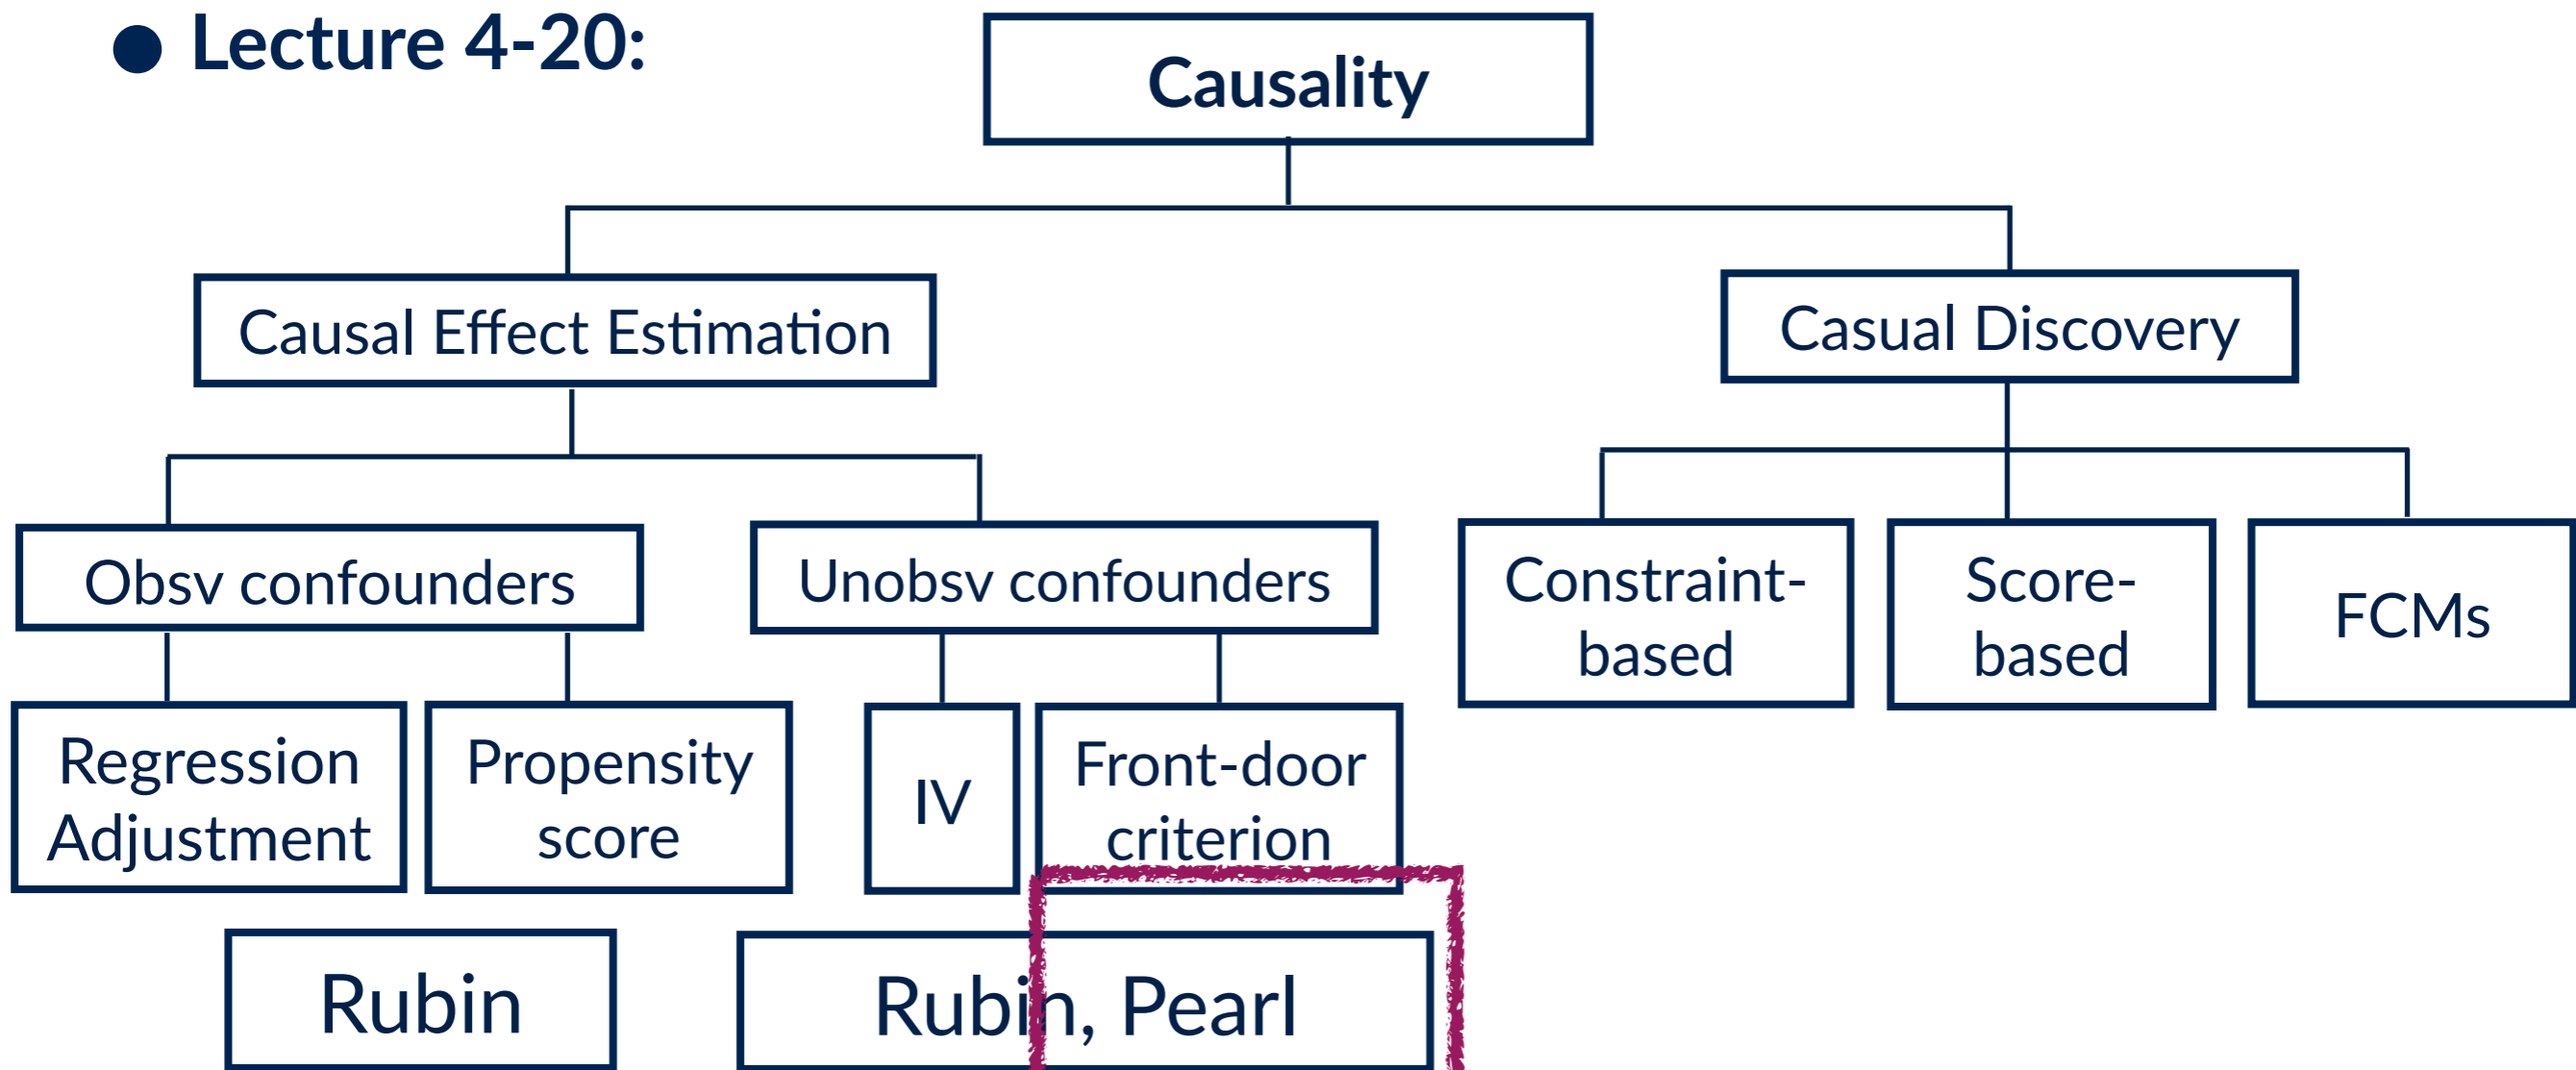 ● Lecture 4-20:
Causality
Causal Effect Estimation
Casual Discovery
Obsv confounders
Unobsv confounders
Constraint-
based
Score-
based
FCMs
Regression
Adjustment
Propensity
score
IV
Front-door
criterion
Rubin
Rubin, Pearl